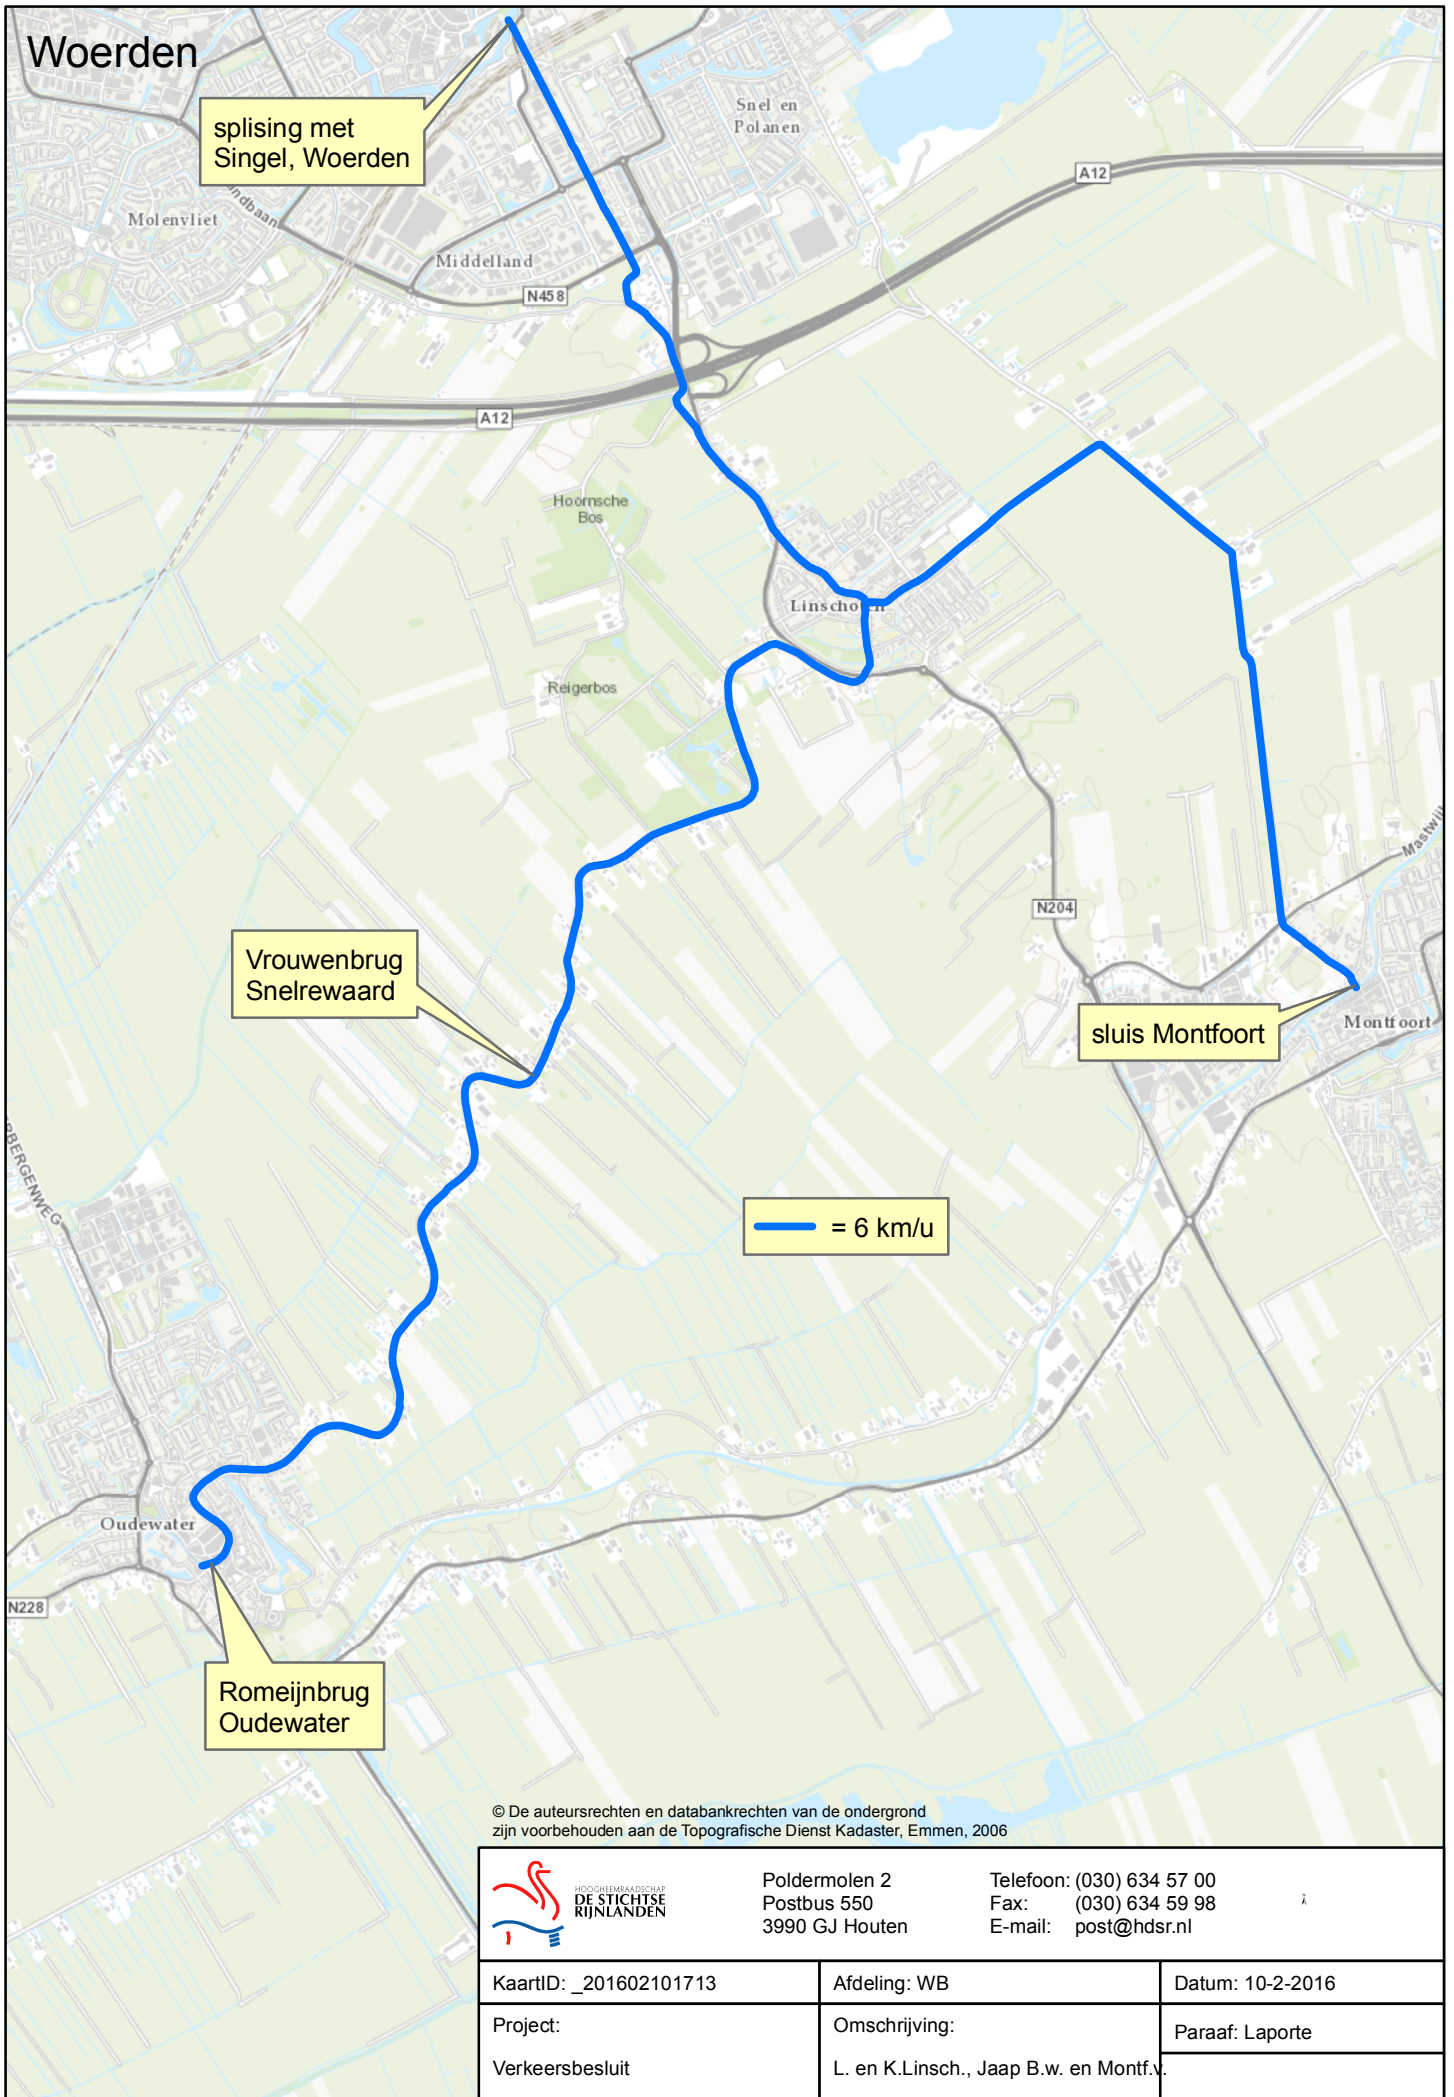 Woerden
splising met
Singel, Woerden
Snel en
Polanen
A12
Molenvliet
ndbaan
Middelland
N458
A12
Hoornsche
Bos
Linschoten
Reigerbos
Mastwijk
N204
Vrouwenbrug
Snelrewaard
sluis Montfoort
Montfoort
RBERGENWEG
= 6 km/u
Oudewater
N228
Romeijnbrug
Oudewater
© De auteursrechten en databankrechten van de ondergrond
zijn voorbehouden aan de Topografische Dienst Kadaster, Emmen, 2006
HOOGHEEMRAADSCHAP
DE STICHTSE
RIJNLANDEN
Poldermolen 2
Postbus 550
3990 GJ Houten
Telefoon: (030) 634 57 00
Fax: (030) 634 59 98
E-mail: post@hdsr.nl
KaartID: _201602101713
Afdeling: WB
Datum: 10-2-2016
Project:
Verkeersbesluit
Omschrijving:
L. en K.Linsch., Jaap B.w. en Montf.v.
Paraaf: Laporte